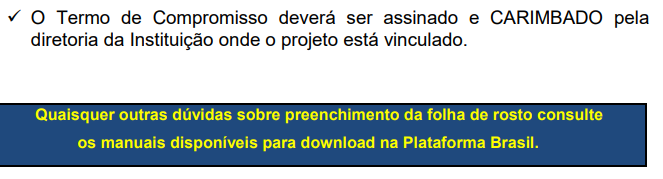 ✓ O Termo de Compromisso deverá ser assinado e CARIMBADO pela
diretoria da Instituição onde o projeto está vinculado.
Quaisquer outras dúvidas sobre preenchimento da folha de rosto consulte
os manuais disponíveis para download na Plataforma Brasil.